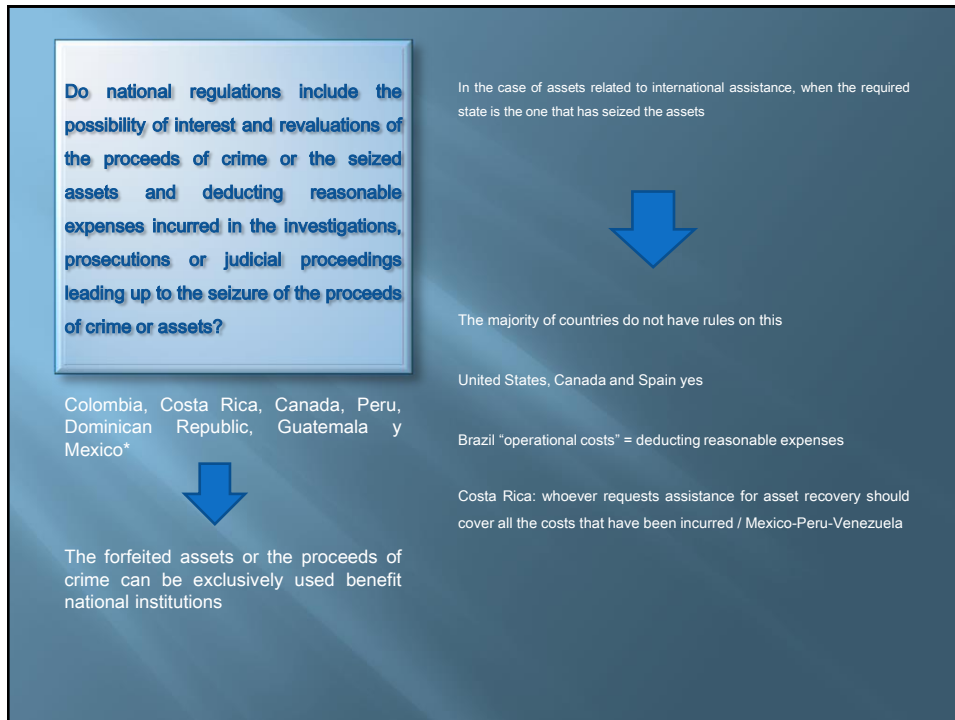 Do national regulations include the
possibility of interest and revaluations of
the proceeds of crime or the seized
assets and deducting reasonable
expenses incurred in the investigations,
prosecutions or judicial proceedings
leading up to the seizure of the proceeds
of crime or assets?
Colombia, Costa Rica, Canada, Peru,
Dominican Republic, Guatemala y
Mexico*
The forfeited assets or the proceeds of
crime can be exclusively used benefit
national institutions
In the case of assets related to international assistance, when the required
state is the one that has seized the assets
The majority of countries do not have rules on this
United States, Canada and Spain yes
Brazil “operational costs” = deducting reasonable expenses
Costa Rica: whoever requests assistance for asset recovery should
cover all the costs that have been incurred / Mexico-Peru-Venezuela